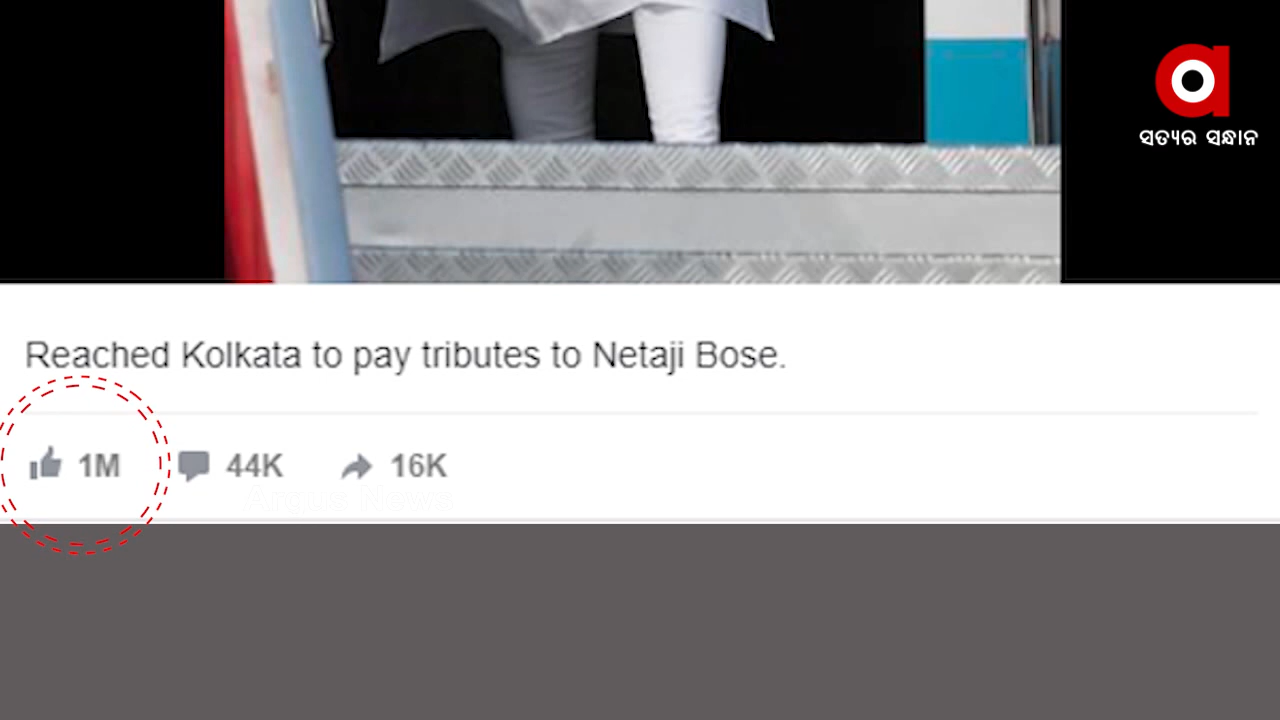 ସତ୍ୟର ସନ୍ଧାନ
Reached Kolkata to pay tributes to Netaji Bose.
1M 44K 16K
Argus News